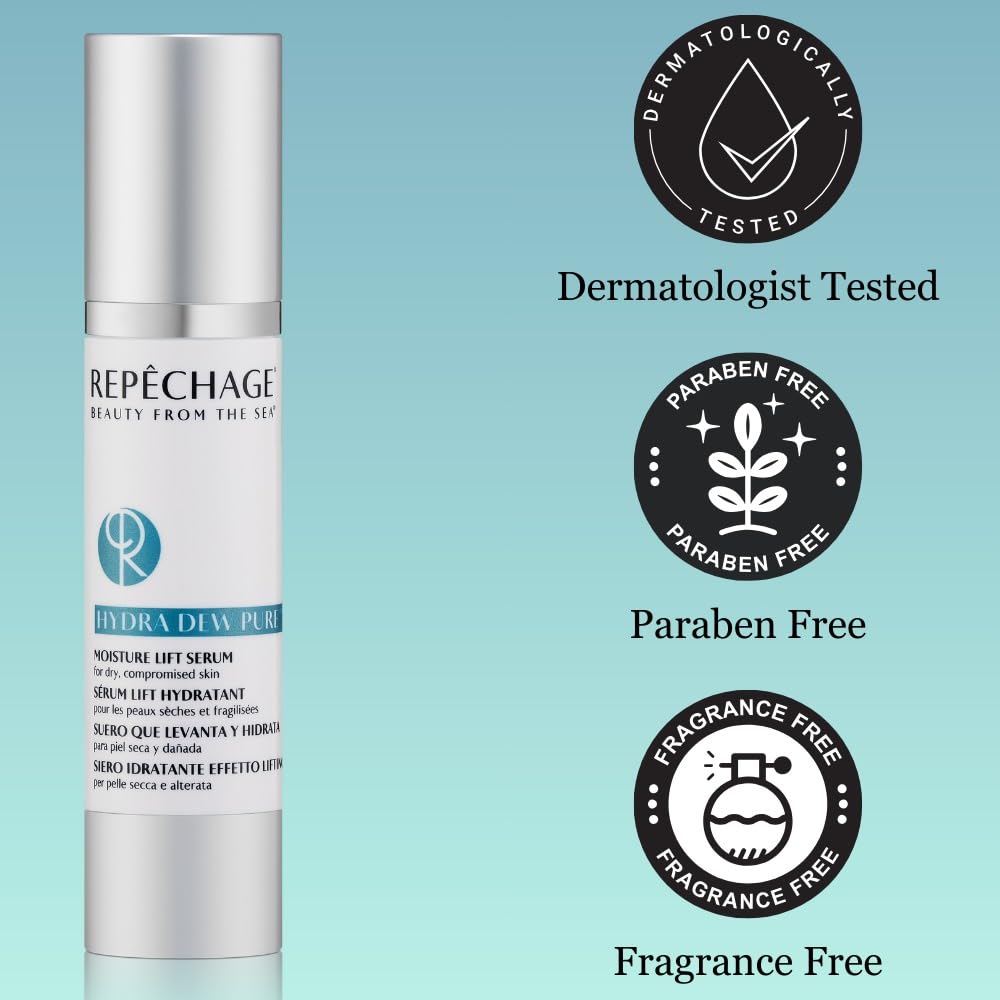 REPÊCHAGE®
BEAUTY FROM THE SEA®
HYDRA DEW PURE
MOISTURE LIFT SERUM
for dry, compromised skin
SÉRUM LIFT HYDRATANT
pour les peaux sèches et fragilisées
SUERO QUE LEVANTA Y HIDRATA
para piel seca y dañada
SIERO IDRATANTE EFFETTO
per pelle secca e alterata
DERMATOLOGICALLY
TESTED
Dermatologist Tested
PARABEN FREE
PARABEN FREE
Paraben Free
FRAGRANCE FREE
FRAGRANCE FREE
Fragrance Free